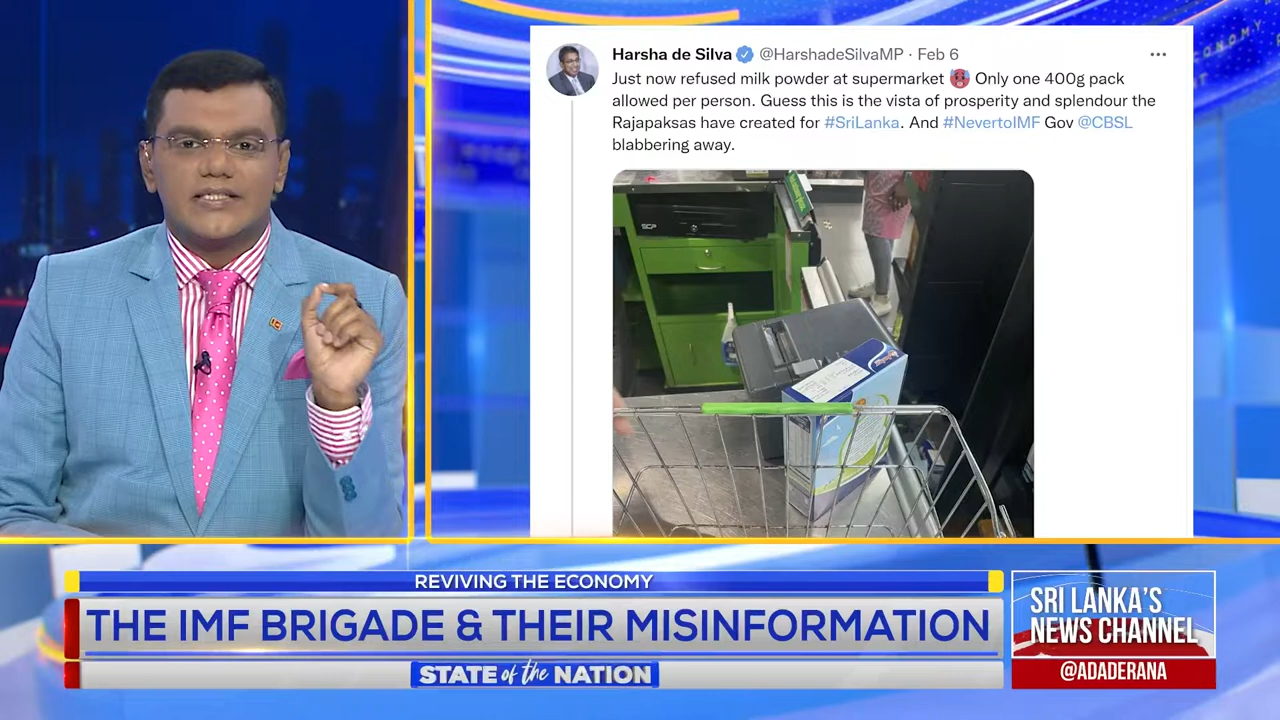 Harsha de Silva @HarshadeSilvaMP · Feb 6
Just now refused milk powder at supermarket 🥵 Only one 400g pack
allowed per person. Guess this is the vista of prosperity and splendour the
Rajapaksas have created for #SriLanka. And #NevertoIMF Gov @CBSL
blabbering away.
REVIVING THE ECONOMY
THE IMF BRIGADE & THEIR MISINFORMATION
STATE of the NATION
SRI LANKA'S
NEWS CHANNEL
@ADADERANA